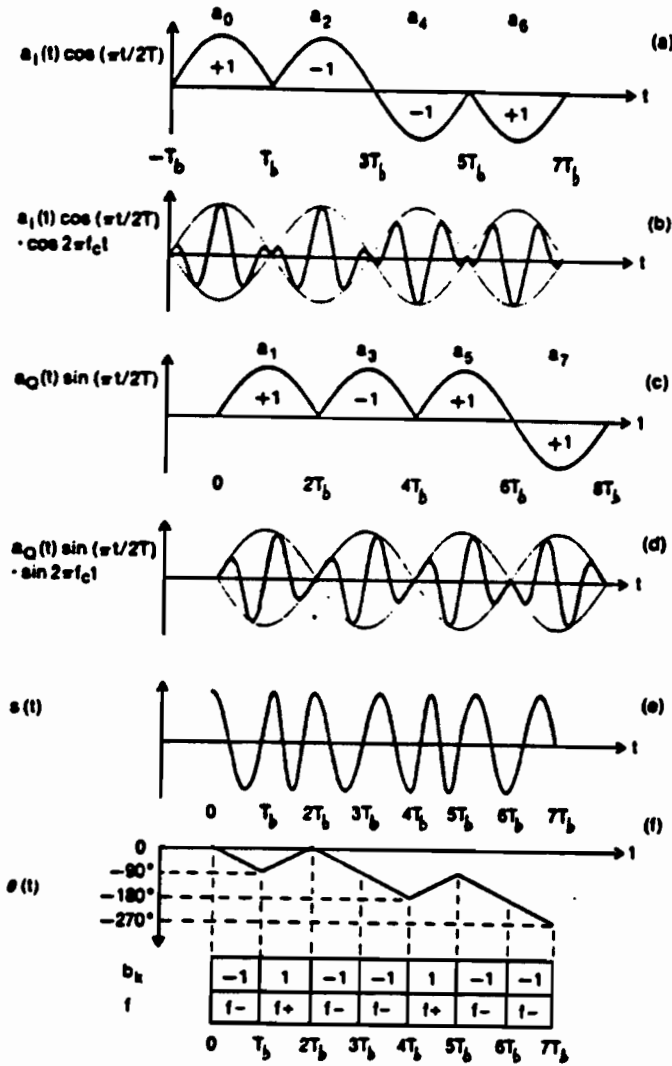 a₀ a₂ a₄ a₆
a_I(t) cos (πt/2T) (a)
+1 -1 -1 +1 t
-T_b T_b 3T_b 5T_b 7T_b
a_I(t) cos (πt/2T) (b)
· cos 2πf_c t t
a₁ a₃ a₅ a₇
a_Q(t) sin (πt/2T) (c)
+1 -1 +1 +1 t
0 2T_b 4T_b 6T_b 8T_b
a_Q(t) sin (πt/2T) (d)
· sin 2πf_c t t
s(t) (e)
t
0 T_b 2T_b 3T_b 4T_b 5T_b 6T_b 7T_b
(f)
0 t
-90°
θ(t) -180°
-270°
b_k -1 1 -1 -1 1 -1 -1
f f- f+ f- f- f+ f- f-
0 T_b 2T_b 3T_b 4T_b 5T_b 6T_b 7T_b